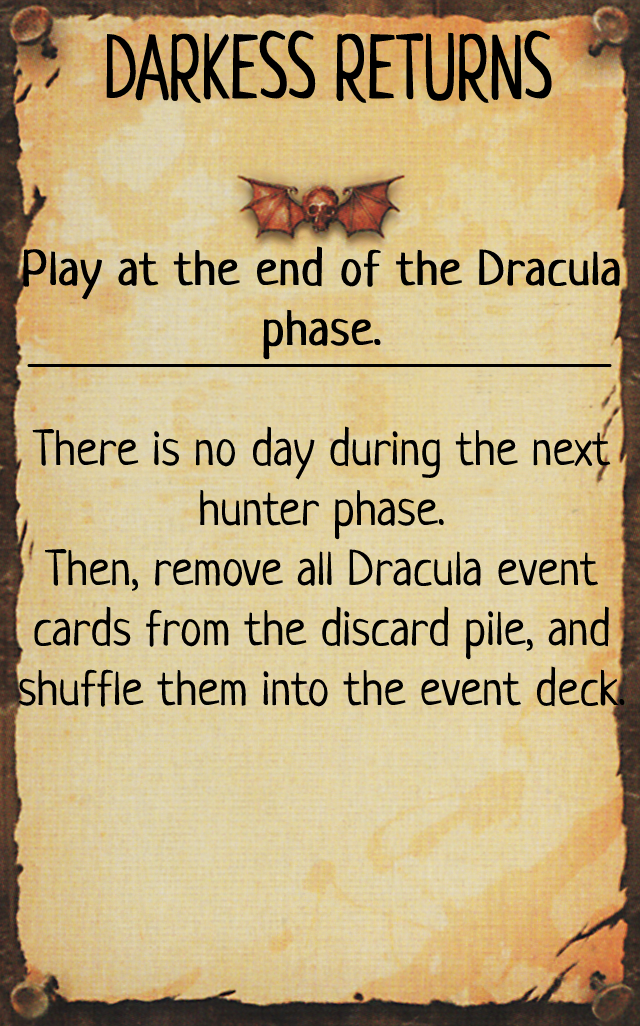 DARKESS RETURNS
Play at the end of the Dracula
phase.
There is no day during the next
hunter phase.
Then, remove all Dracula event
cards from the discard pile, and
shuffle them into the event deck.